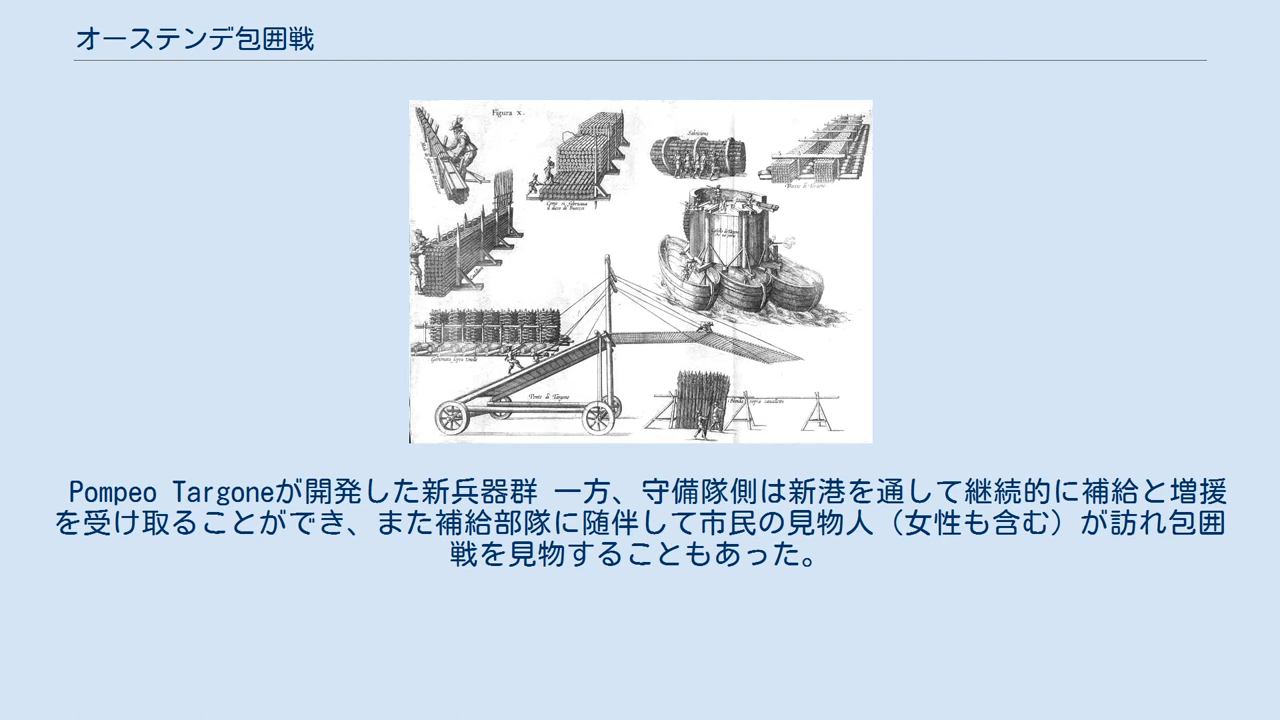 オーステンデ包囲戦
Figura x.
Ponte di Targone
Pompeo Targoneが開発した新兵器群 一方、守備隊側は新港を通して継続的に補給と増援
を受け取ることができ、また補給部隊に随伴して市民の見物人（女性も含む）が訪れ包囲
戦を見物することもあった。